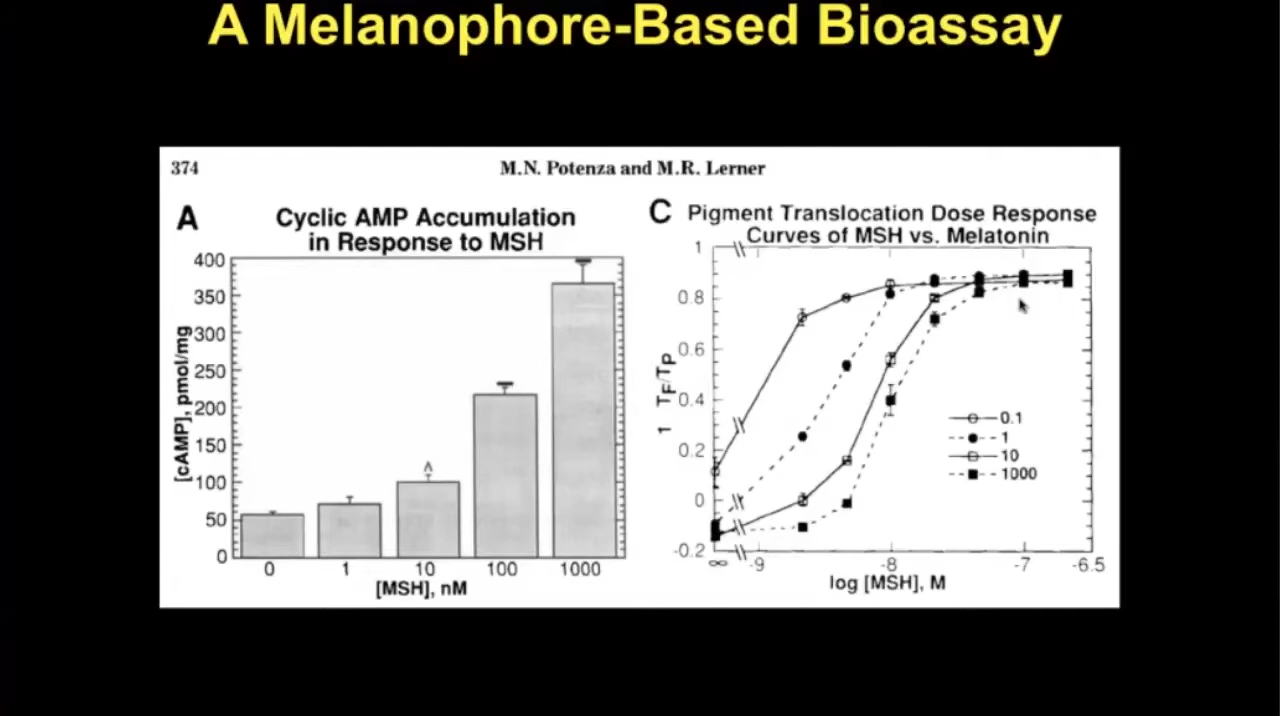 A Melanophore-Based Bioassay
374
M.N. Potenza and M.R. Lerner
A
Cyclic AMP Accumulation
in Response to MSH
400
350
300
250
200
150
100
50
0
[cAMP], pmol/mg
^
0 1 10 100 1000
[MSH], nM
C
Pigment Translocation Dose Response
Curves of MSH vs. Melatonin
1
0.8
0.6
0.4
0.2
0
-0.2
1 TF/TP
0.1
1
10
1000
∞ -9 -8 -7 -6.5
log [MSH], M